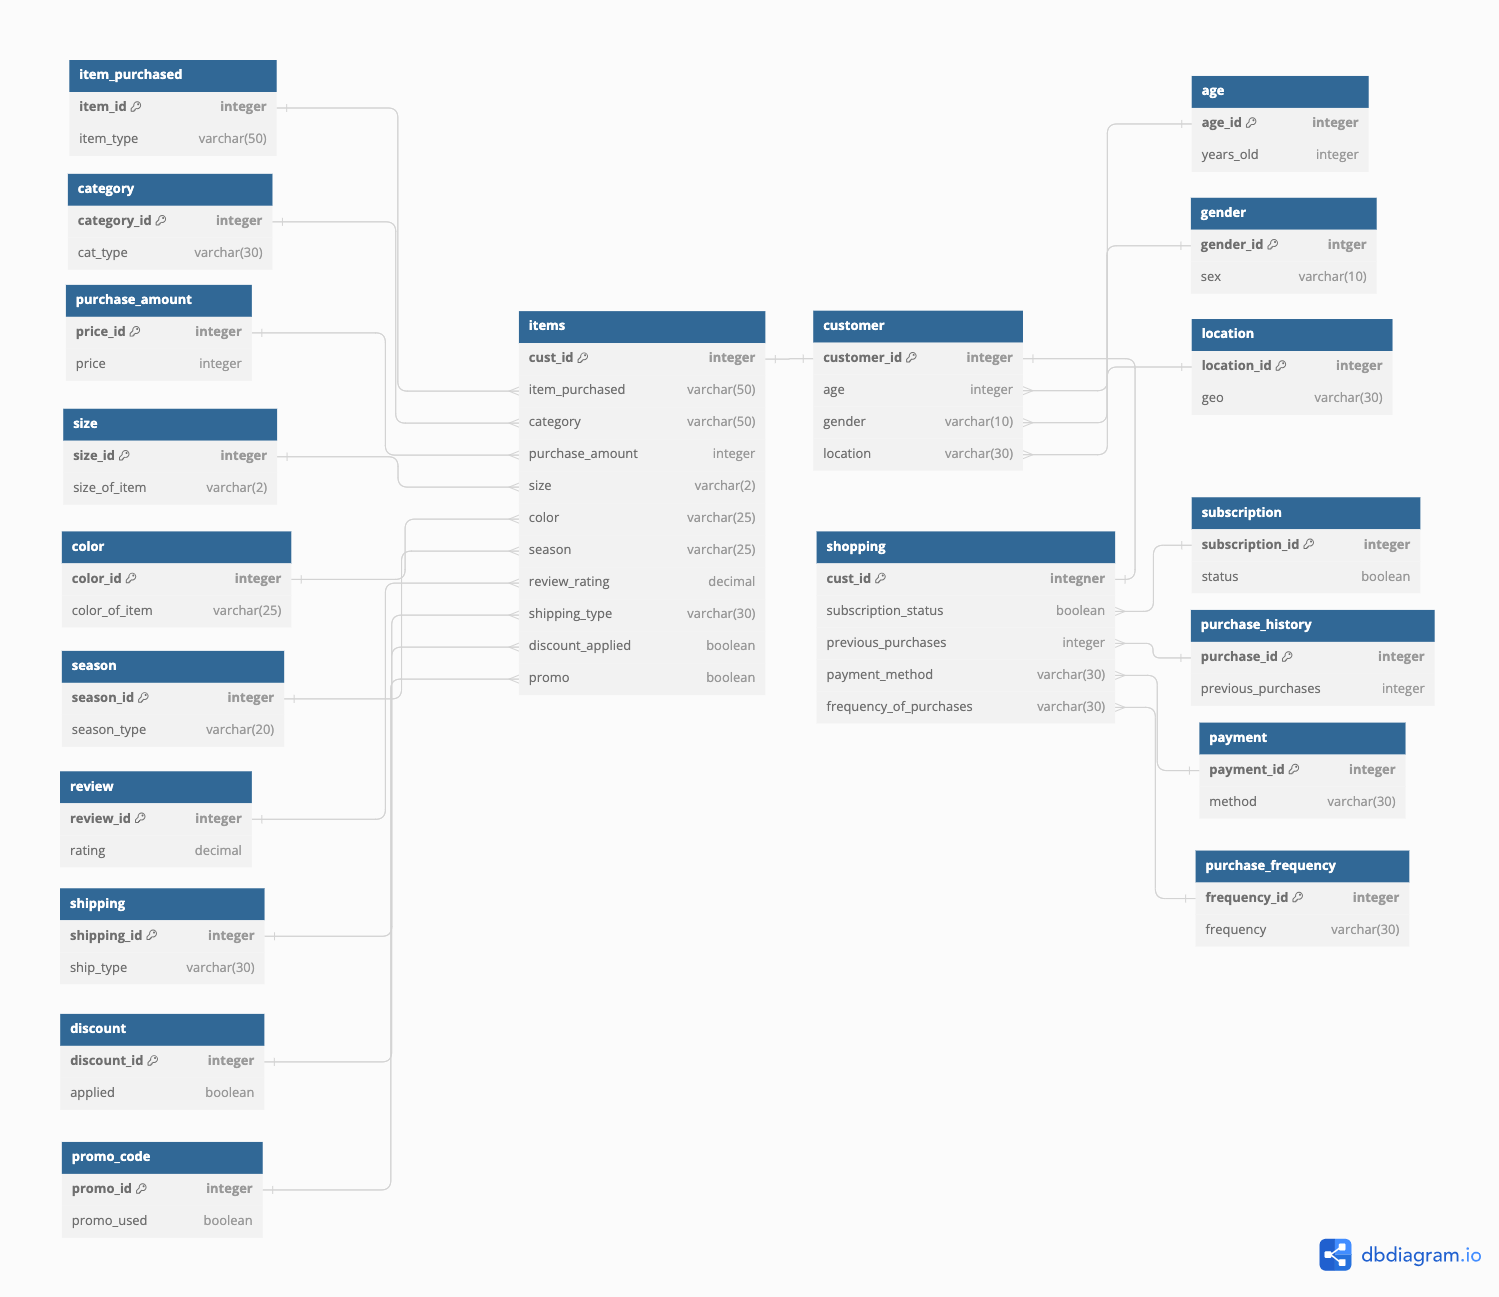 item_purchased
item_id integer
item_type varchar(50)
category
category_id integer
cat_type varchar(30)
purchase_amount
price_id integer
price integer
size
size_id integer
size_of_item varchar(2)
color
color_id integer
color_of_item varchar(25)
season
season_id integer
season_type varchar(20)
review
review_id integer
rating decimal
shipping
shipping_id integer
ship_type varchar(30)
discount
discount_id integer
applied boolean
promo_code
promo_id integer
promo_used boolean
items
cust_id integer
item_purchased varchar(50)
category varchar(50)
purchase_amount integer
size varchar(2)
color varchar(25)
season varchar(25)
review_rating decimal
shipping_type varchar(30)
discount_applied boolean
promo boolean
customer
customer_id integer
age integer
gender varchar(10)
location varchar(30)
shopping
cust_id integner
subscription_status boolean
previous_purchases integer
payment_method varchar(30)
frequency_of_purchases varchar(30)
age
age_id integer
years_old integer
gender
gender_id intger
sex varchar(10)
location
location_id integer
geo varchar(30)
subscription
subscription_id integer
status boolean
purchase_history
purchase_id integer
previous_purchases integer
payment
payment_id integer
method varchar(30)
purchase_frequency
frequency_id integer
frequency varchar(30)
dbdiagram.io